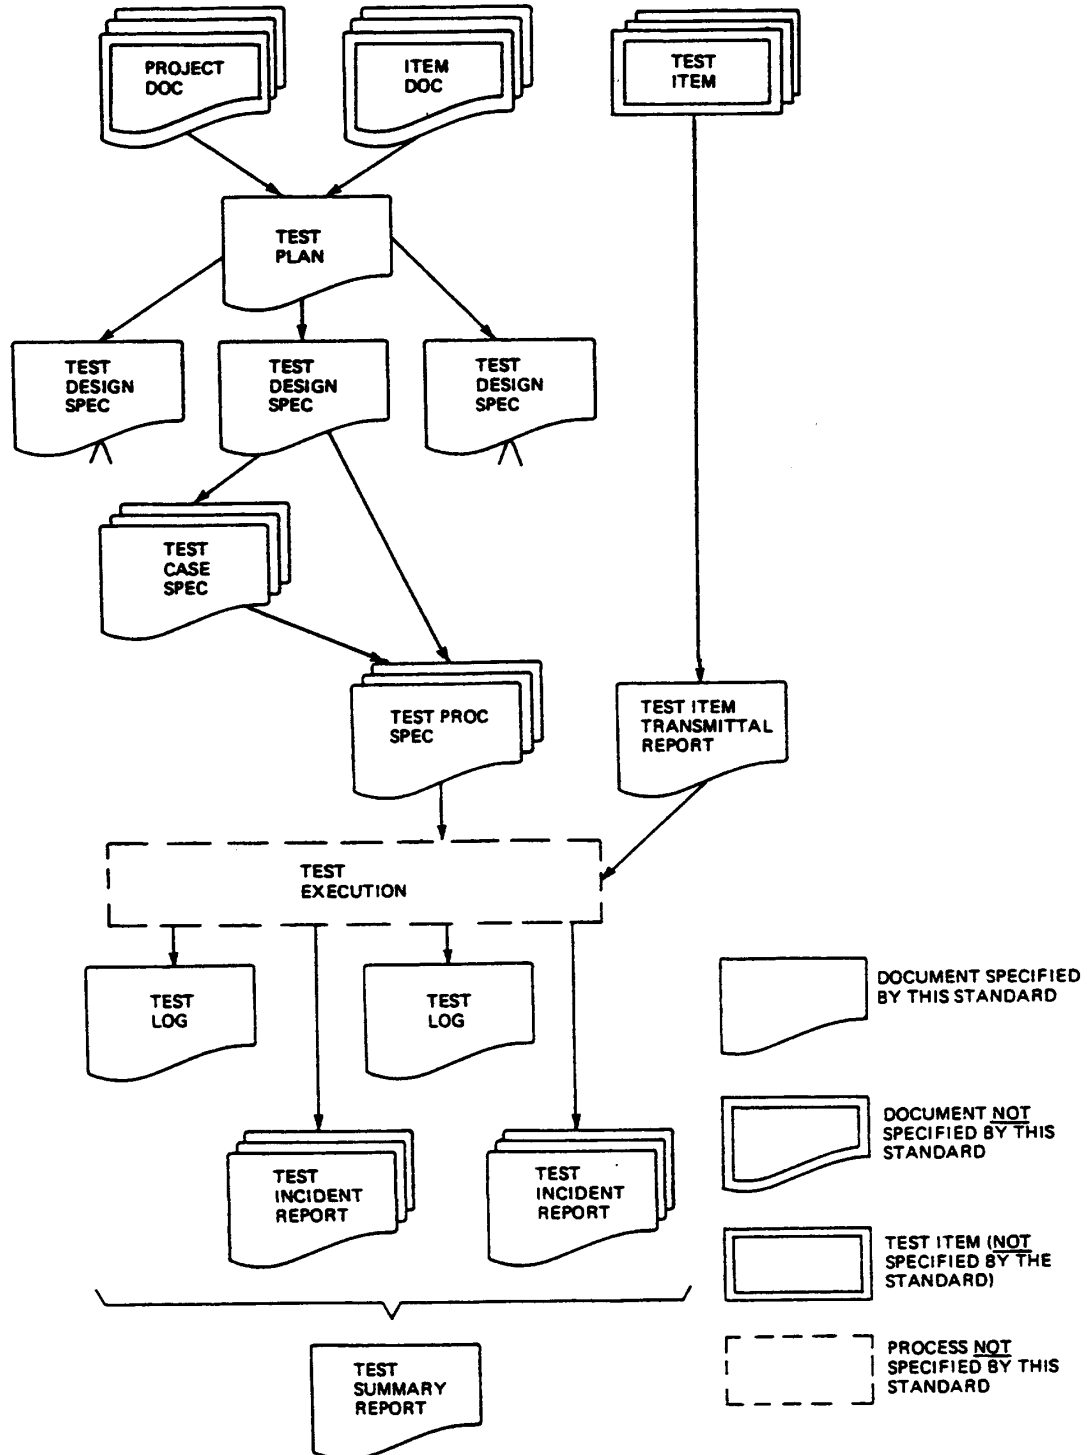 PROJECT
DOC
ITEM
DOC
TEST
ITEM
TEST
PLAN
TEST
DESIGN
SPEC
TEST
DESIGN
SPEC
TEST
DESIGN
SPEC
TEST
CASE
SPEC
TEST PROC
SPEC
TEST ITEM
TRANSMITTAL
REPORT
TEST
EXECUTION
TEST
LOG
TEST
LOG
TEST
INCIDENT
REPORT
TEST
INCIDENT
REPORT
TEST
SUMMARY
REPORT
DOCUMENT SPECIFIED
BY THIS STANDARD
DOCUMENT NOT
SPECIFIED BY THIS
STANDARD
TEST ITEM (NOT
SPECIFIED BY THE
STANDARD)
PROCESS NOT
SPECIFIED BY THIS
STANDARD